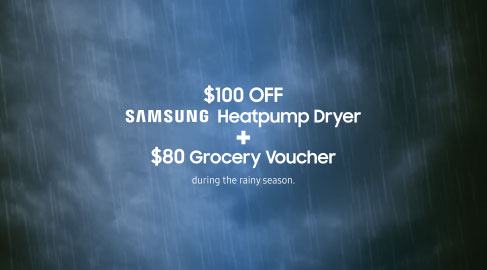 $100 OFF
SAMSUNG Heatpump Dryer
+
$80 Grocery Voucher
during the rainy season.